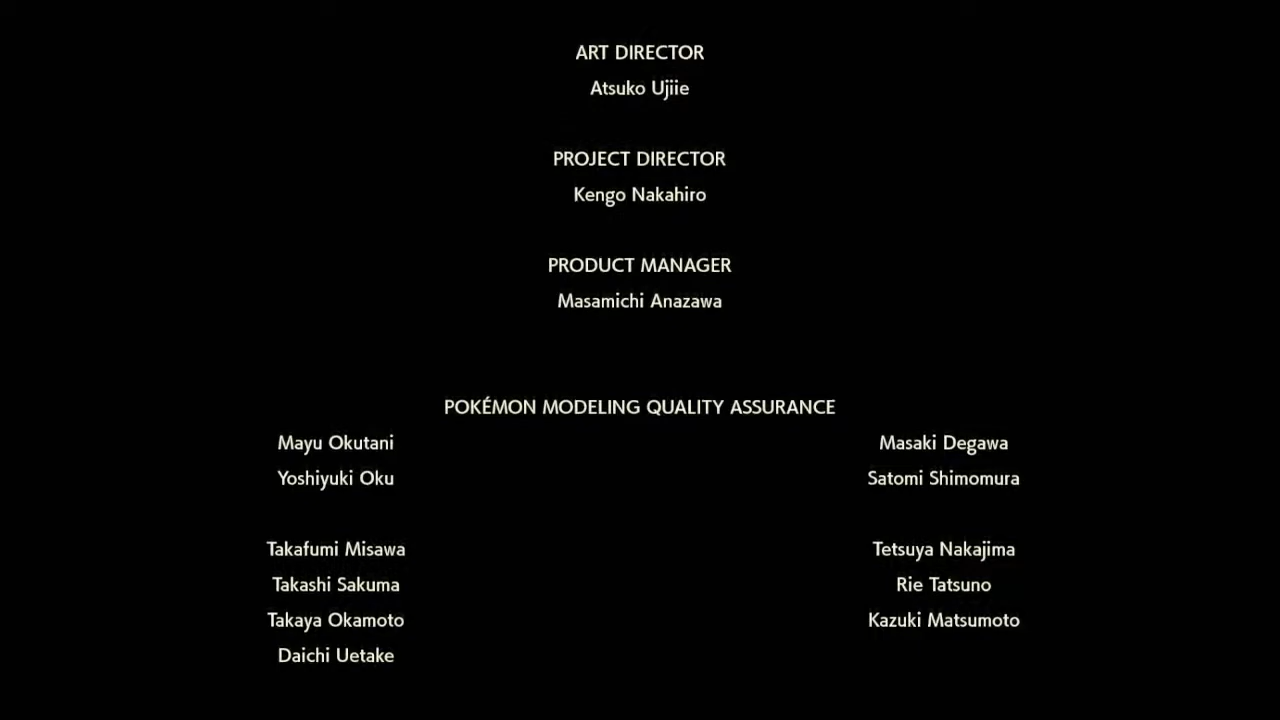 ART DIRECTOR
Atsuko Ujiie
PROJECT DIRECTOR
Kengo Nakahiro
PRODUCT MANAGER
Masamichi Anazawa
POKÉMON MODELING QUALITY ASSURANCE
Mayu Okutani Masaki Degawa
Yoshiyuki Oku Satomi Shimomura
Takafumi Misawa Tetsuya Nakajima
Takashi Sakuma Rie Tatsuno
Takaya Okamoto Kazuki Matsumoto
Daichi Uetake